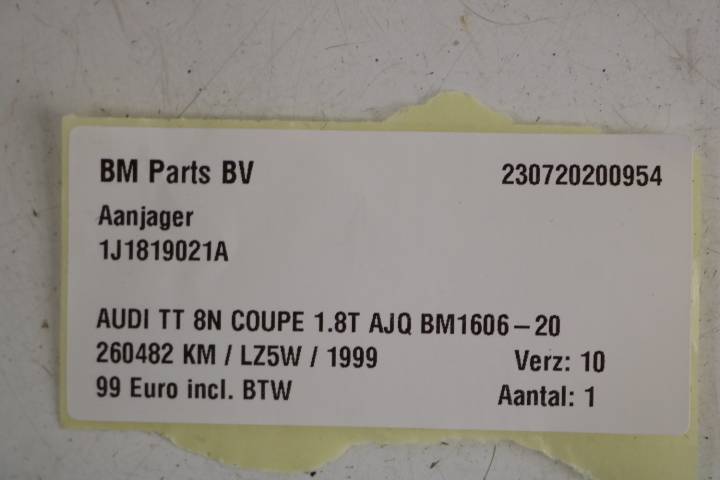 BM Parts BV 230720200954
Aanjager
1J1819021A
AUDI TT 8N COUPE 1.8T AJQ BM1606-20
260482 KM / LZ5W / 1999 Verz: 10
99 Euro incl. BTW Aantal: 1